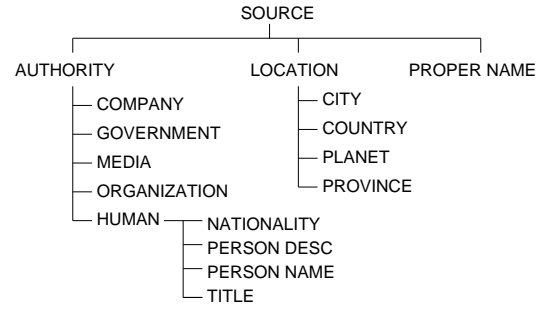 SOURCE
AUTHORITY
LOCATION
PROPER NAME
COMPANY
GOVERNMENT
MEDIA
ORGANIZATION
HUMAN
NATIONALITY
PERSON DESC
PERSON NAME
TITLE
CITY
COUNTRY
PLANET
PROVINCE